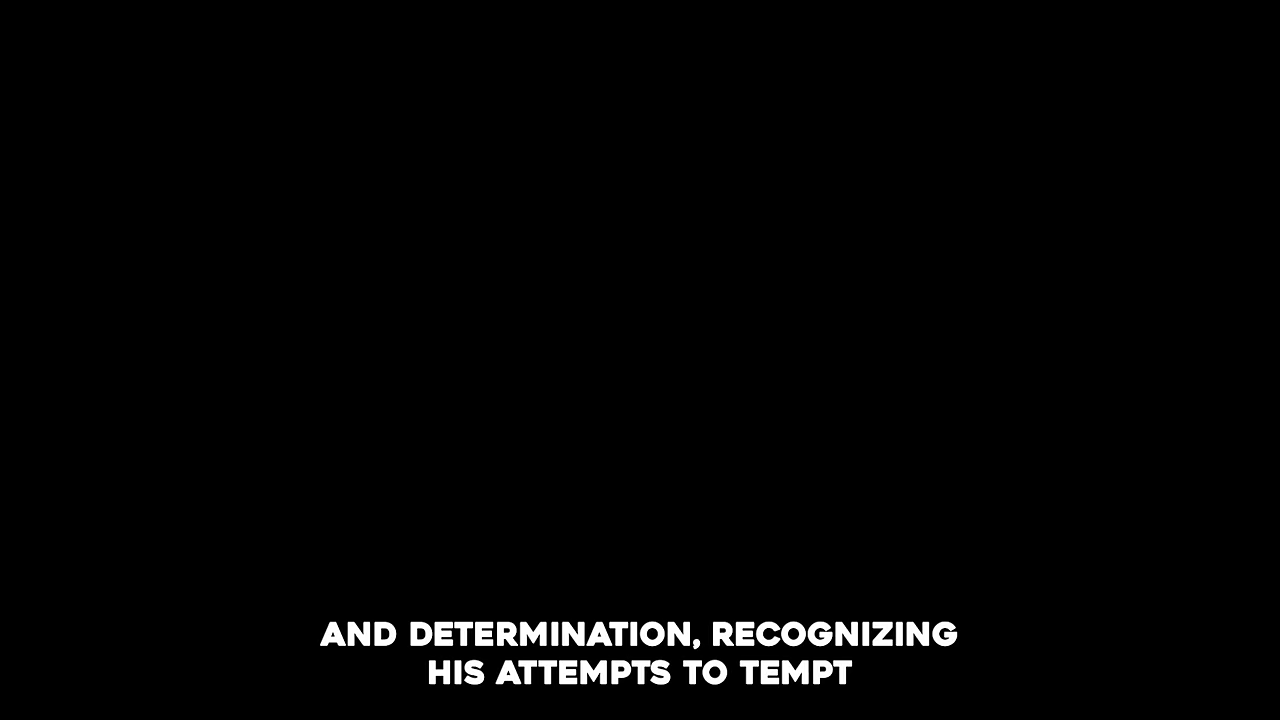 AND DETERMINATION, RECOGNIZING
HIS ATTEMPTS TO TEMPT